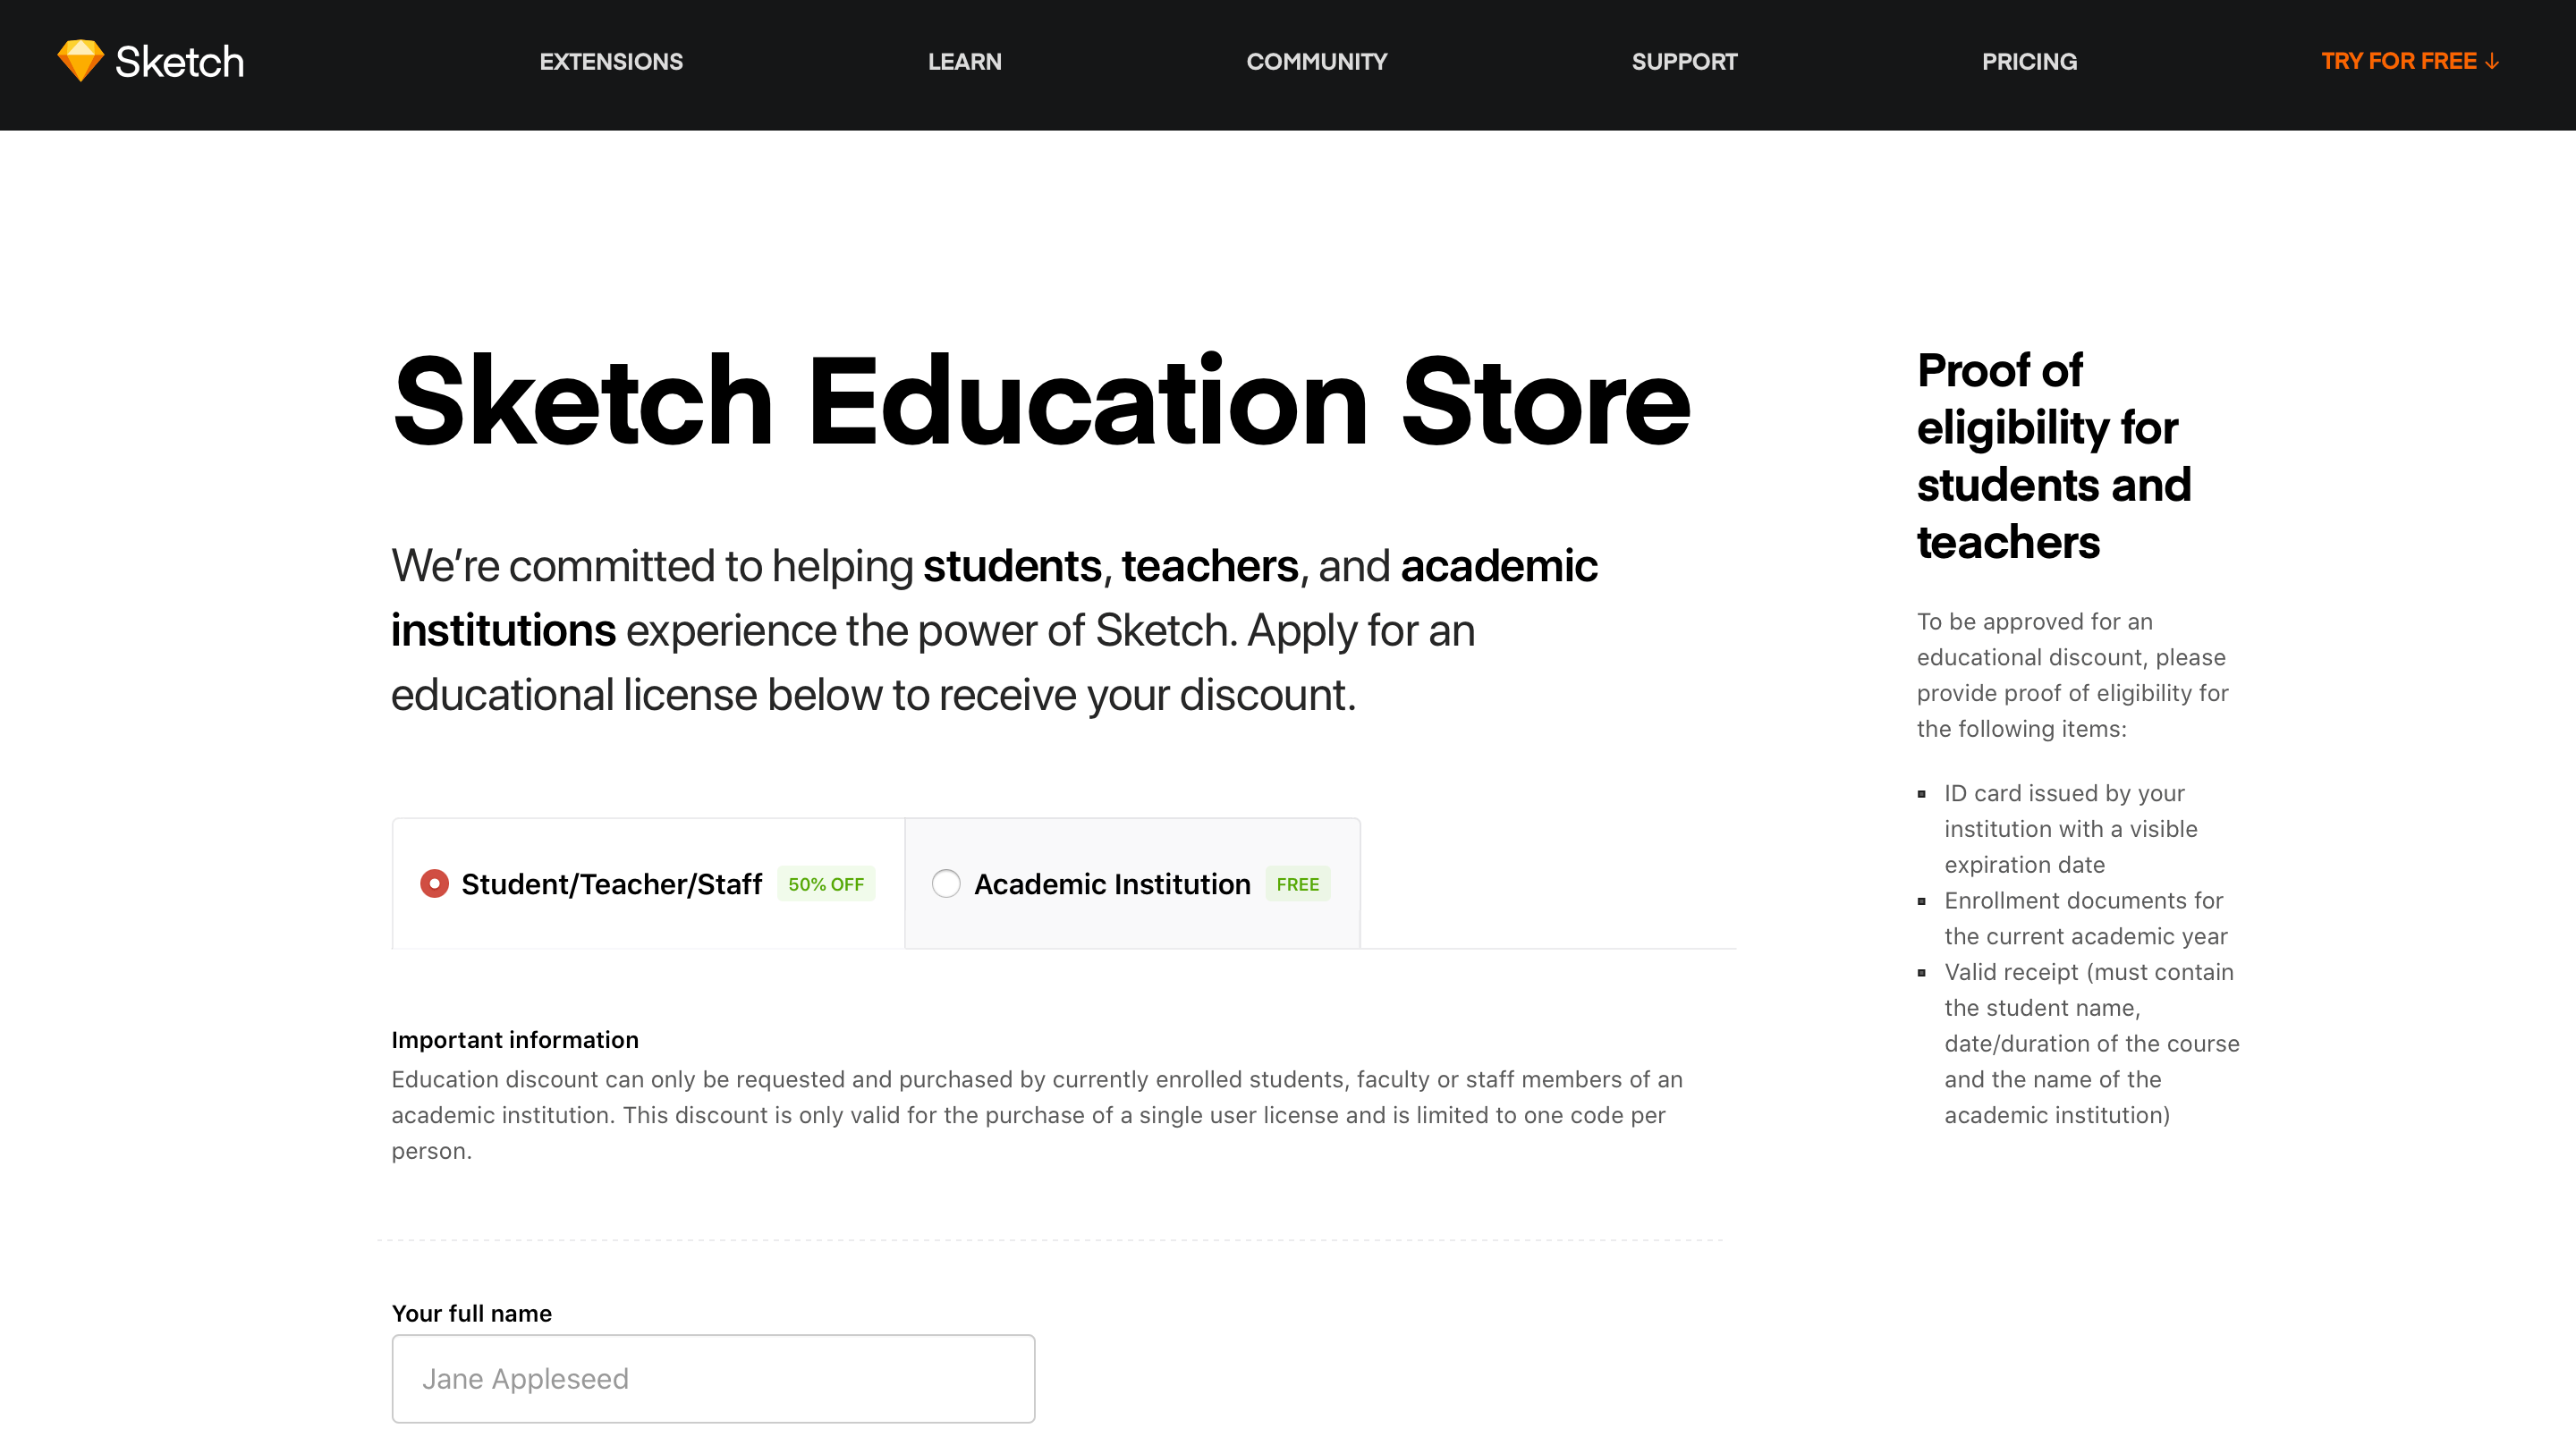 Sketch
EXTENSIONS
LEARN
COMMUNITY
SUPPORT
PRICING
TRY FOR FREE ↓
Sketch Education Store
We’re committed to helping students, teachers, and academic
institutions experience the power of Sketch. Apply for an
educational license below to receive your discount.
Student/Teacher/Staff 50% OFF
Academic Institution FREE
Important information
Education discount can only be requested and purchased by currently enrolled students, faculty or staff members of an
academic institution. This discount is only valid for the purchase of a single user license and is limited to one code per
person.
Your full name
Jane Appleseed
Proof of
eligibility for
students and
teachers
To be approved for an
educational discount, please
provide proof of eligibility for
the following items:
ID card issued by your
institution with a visible
expiration date
Enrollment documents for
the current academic year
Valid receipt (must contain
the student name,
date/duration of the course
and the name of the
academic institution)